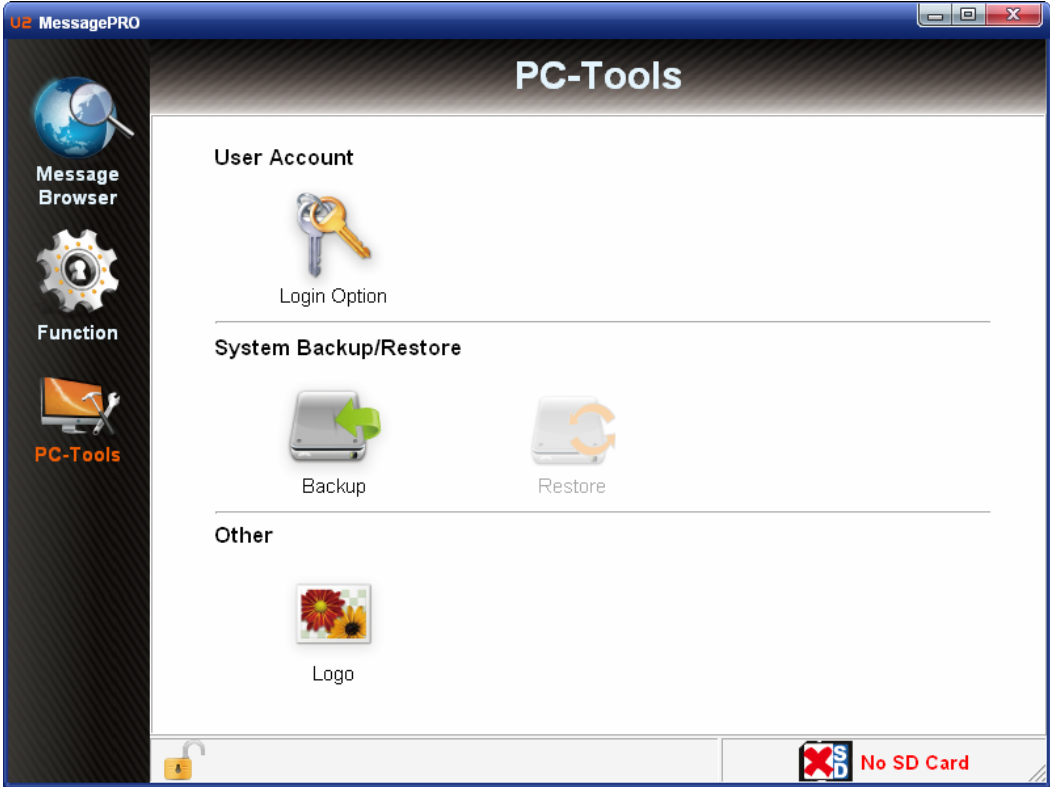 U2 MessagePRO
PC-Tools
Message
Browser
Function
PC-Tools
User Account
Login Option
System Backup/Restore
Backup
Restore
Other
Logo
SD
No SD Card